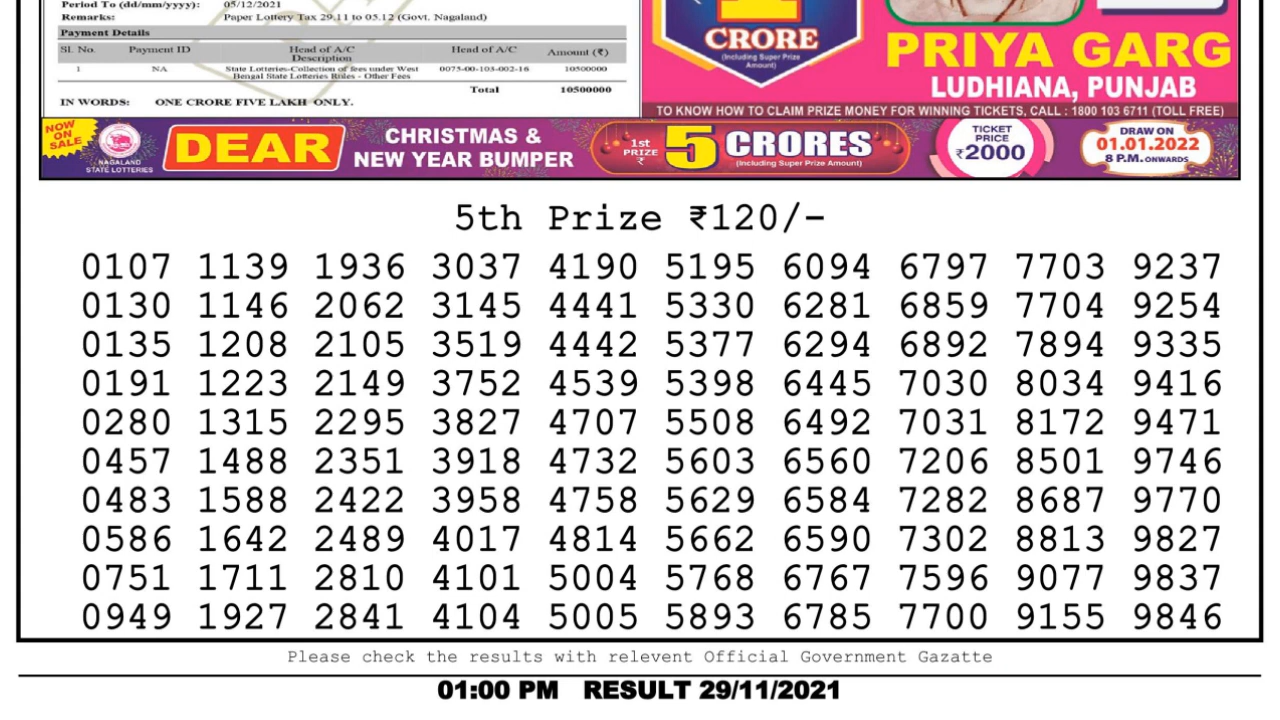 Period To (dd/mm/yyyy): 05/12/2021
Remarks: Paper Lottery Tax 29.11 to 05.12 (Govt. Nagaland)
Payment Details
Sl. No. Payment ID Head of A/C Description Head of A/C Amount (₹)
1 NA State Lotteries-Collection of fees under West Bengal State Lotteries Rules - Other Fees 0075-00-103-002-16 10500000
Total 10500000
IN WORDS: ONE CRORE FIVE LAKH ONLY.
CRORE
(Including Super Prize Amount)
PRIYA GARG
LUDHIANA, PUNJAB
TO KNOW HOW TO CLAIM PRIZE MONEY FOR WINNING TICKETS, CALL : 1800 103 6711 (TOLL FREE)
NOW ON SALE
NAGALAND STATE LOTTERIES
DEAR
CHRISTMAS &
NEW YEAR BUMPER
1st PRIZE ₹ 5 CRORES
(Including Super Prize Amount)
TICKET PRICE
₹2000
DRAW ON
01.01.2022
8 P.M. ONWARDS
5th Prize ₹120/-
0107 1139 1936 3037 4190 5195 6094 6797 7703 9237
0130 1146 2062 3145 4441 5330 6281 6859 7704 9254
0135 1208 2105 3519 4442 5377 6294 6892 7894 9335
0191 1223 2149 3752 4539 5398 6445 7030 8034 9416
0280 1315 2295 3827 4707 5508 6492 7031 8172 9471
0457 1488 2351 3918 4732 5603 6560 7206 8501 9746
0483 1588 2422 3958 4758 5629 6584 7282 8687 9770
0586 1642 2489 4017 4814 5662 6590 7302 8813 9827
0751 1711 2810 4101 5004 5768 6767 7596 9077 9837
0949 1927 2841 4104 5005 5893 6785 7700 9155 9846
Please check the results with relevent Official Government Gazatte
01:00 PM RESULT 29/11/2021